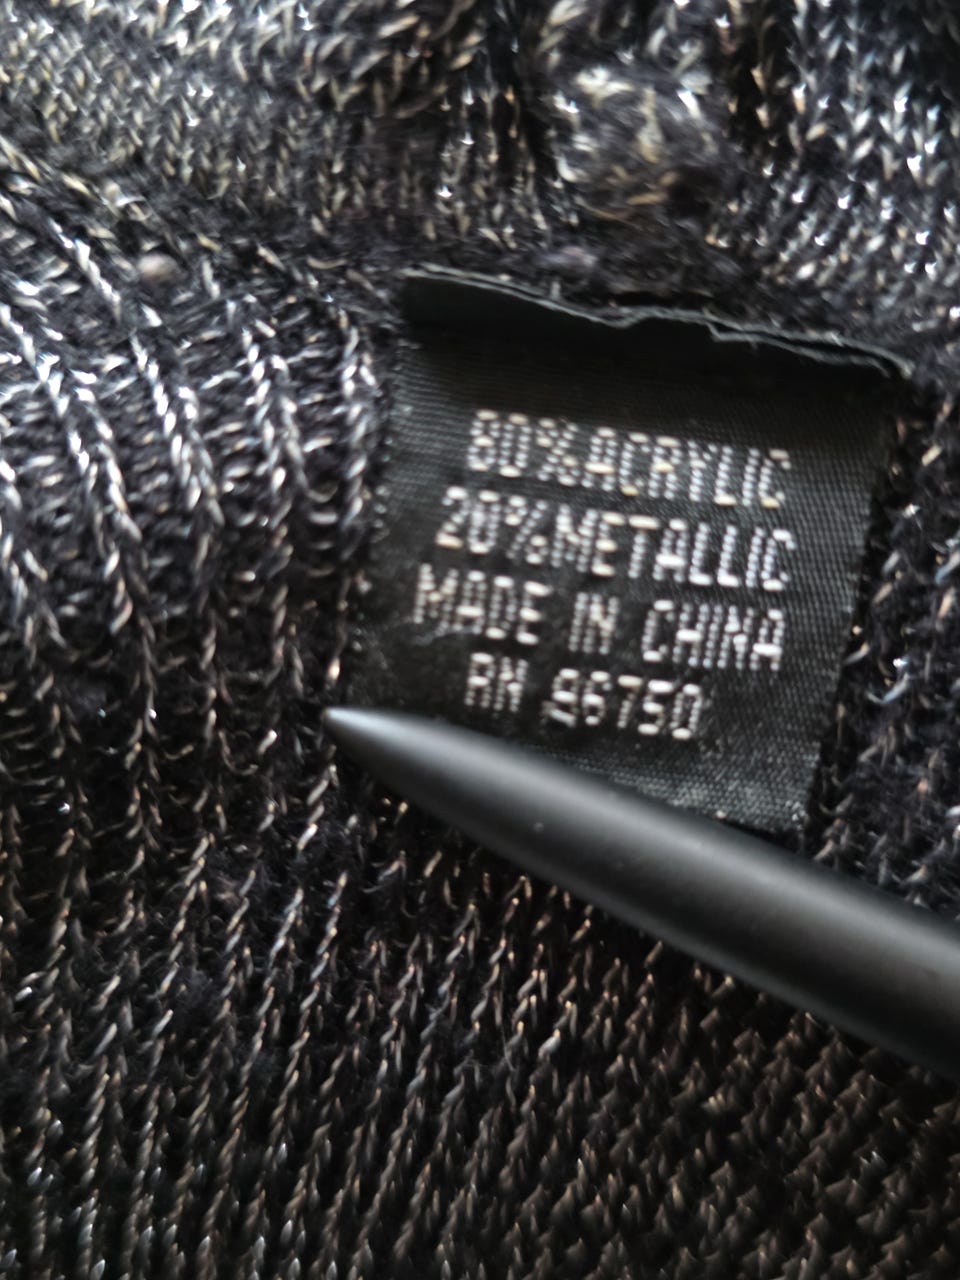 80%ACRYLIC
20%METALLIC
MADE IN CHINA
RN 96750